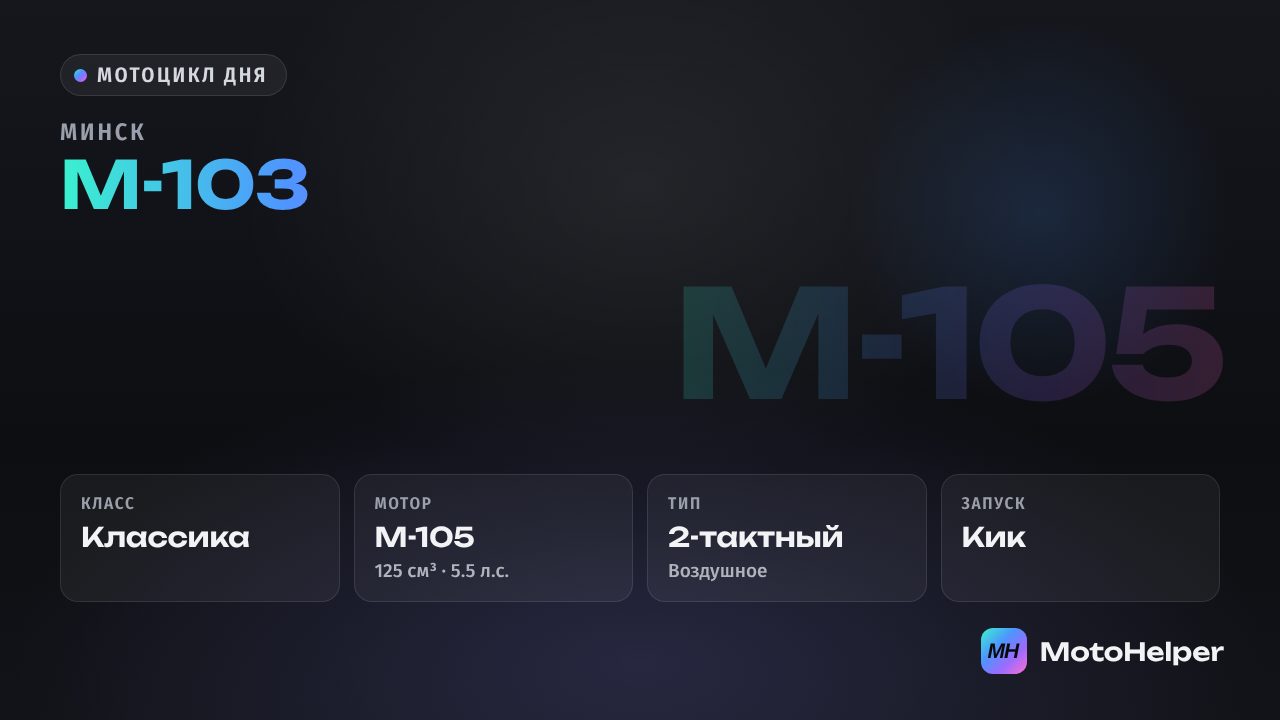 МОТОЦИКЛ ДНЯ
МИНСК
М-103
М-105
КЛАСС
Классика
МОТОР
М-105
125 см³ · 5.5 л.с.
ТИП
2-тактный
Воздушное
ЗАПУСК
Кик
MH
MotoHelper